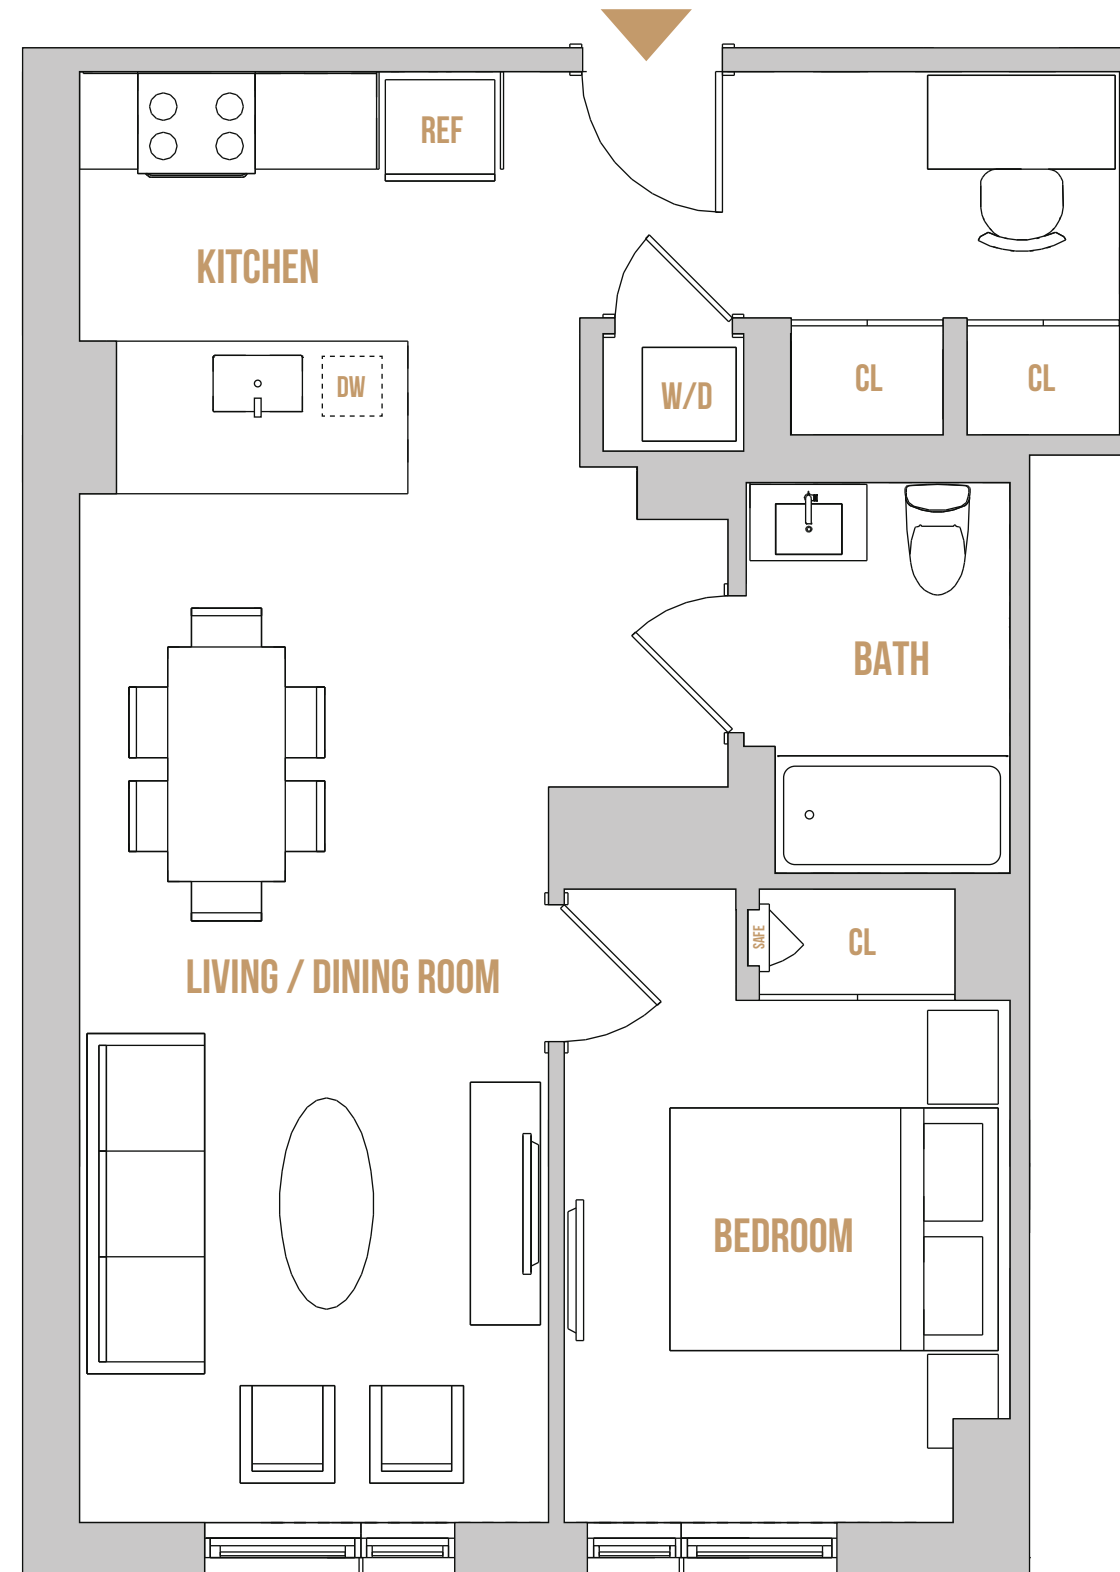 REF
KITCHEN
DW
W/D
CL
CL
BATH
SAFE
CL
LIVING / DINING ROOM
BEDROOM